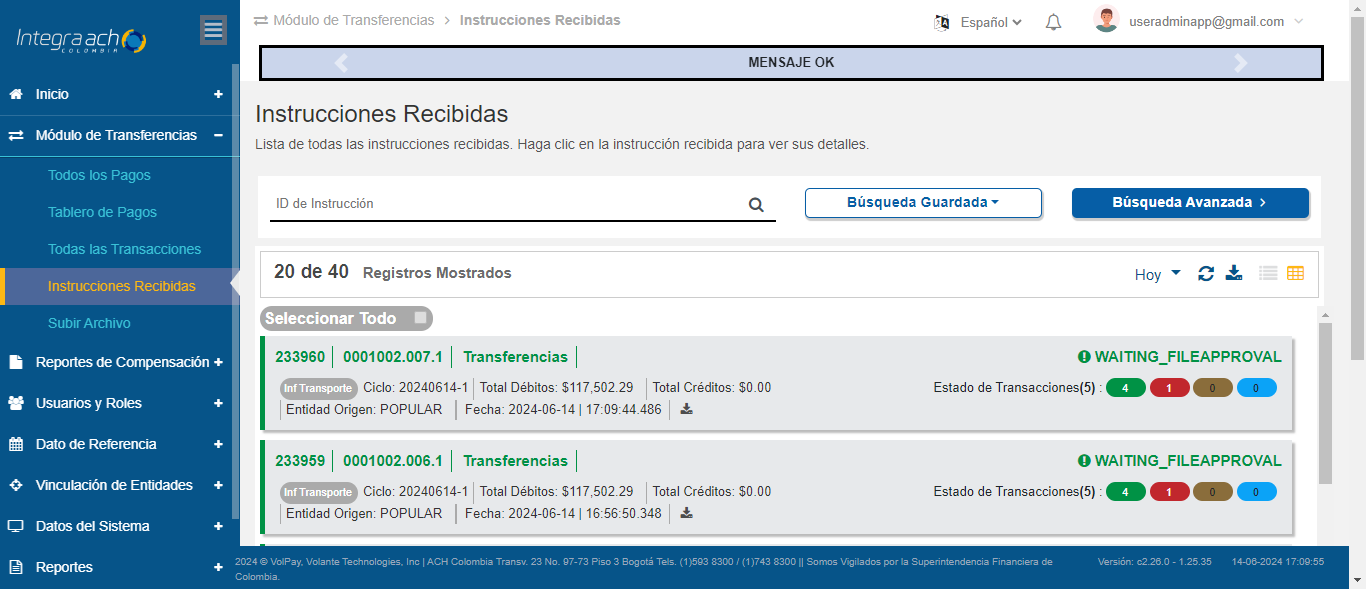 Integra ach
COLOMBIA
Módulo de Transferencias > Instrucciones Recibidas
Español
useradminapp@gmail.com
MENSAJE OK
Inicio +
Módulo de Transferencias −
Todos los Pagos
Tablero de Pagos
Todas las Transacciones
Instrucciones Recibidas
Subir Archivo
Reportes de Compensación +
Usuarios y Roles +
Dato de Referencia +
Vinculación de Entidades +
Datos del Sistema +
Reportes +
Instrucciones Recibidas
Lista de todas las instrucciones recibidas. Haga clic en la instrucción recibida para ver sus detalles.
ID de Instrucción
Búsqueda Guardada
Búsqueda Avanzada >
20 de 40 Registros Mostrados
Hoy
Seleccionar Todo
233960 | 0001002.007.1 | Transferencias | WAITING_FILEAPPROVAL
Inf Transporte Ciclo: 20240614-1 | Total Débitos: $117,502.29 | Total Créditos: $0.00 Estado de Transacciones(5) : 4 1 0 0
Entidad Origen: POPULAR | Fecha: 2024-06-14 | 17:09:44.486
233959 | 0001002.006.1 | Transferencias | WAITING_FILEAPPROVAL
Inf Transporte Ciclo: 20240614-1 | Total Débitos: $117,502.29 | Total Créditos: $0.00 Estado de Transacciones(5) : 4 1 0 0
Entidad Origen: POPULAR | Fecha: 2024-06-14 | 16:56:50.348
2024 © VolPay, Volante Technologies, Inc | ACH Colombia Transv. 23 No. 97-73 Piso 3 Bogotá Tels. (1)593 8300 / (1)743 8300 || Somos Vigilados por la Superintendencia Financiera de
Colombia.
Versión: c2.26.0 - 1.25.35
14-06-2024 17:09:55